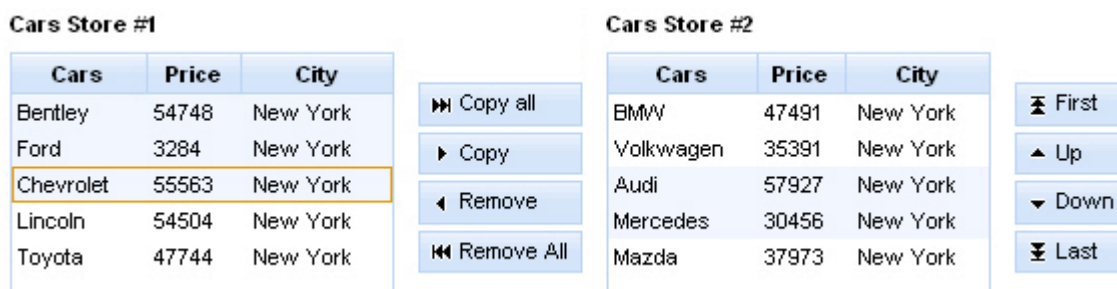 Cars Store #1
Cars Price City
Bentley 54748 New York
Ford 3284 New York
Chevrolet 55563 New York
Lincoln 54504 New York
Toyota 47744 New York
Copy all
Copy
Remove
Remove All
Cars Store #2
Cars Price City
BMW 47491 New York
Volkwagen 35391 New York
Audi 57927 New York
Mercedes 30456 New York
Mazda 37973 New York
First
Up
Down
Last